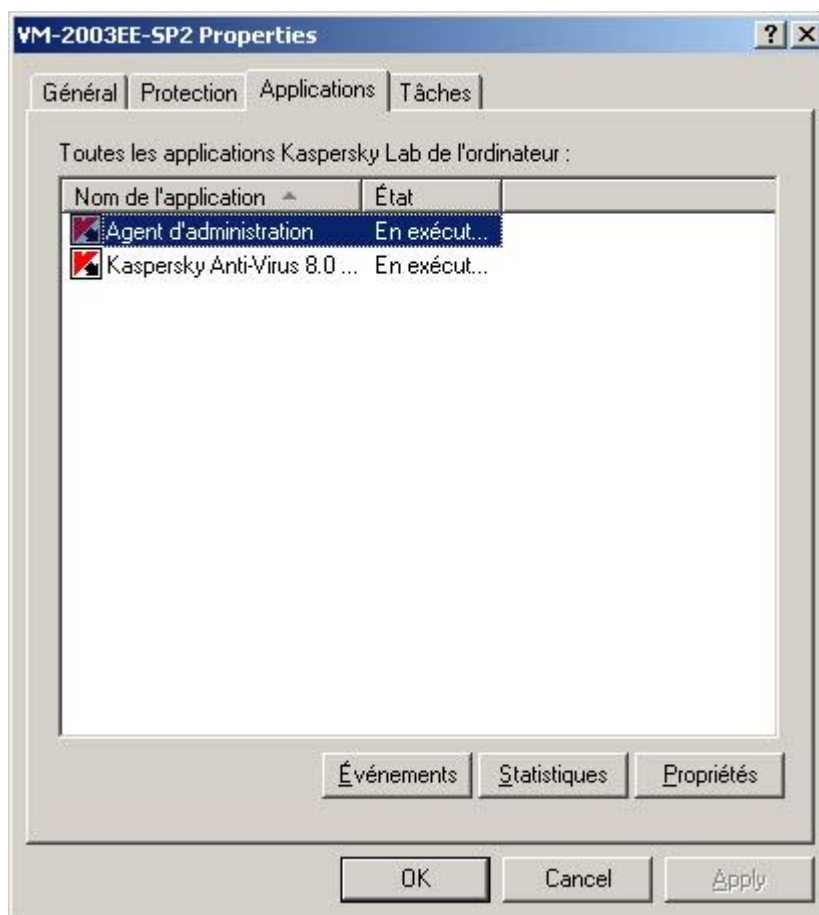 VM-2003EE-SP2 Properties
Général Protection Applications Tâches
Toutes les applications Kaspersky Lab de l'ordinateur :
Nom de l'application État
Agent d'administration En exécut...
Kaspersky Anti-Virus 8.0 ... En exécut...
Événements Statistiques Propriétés
OK Cancel Apply